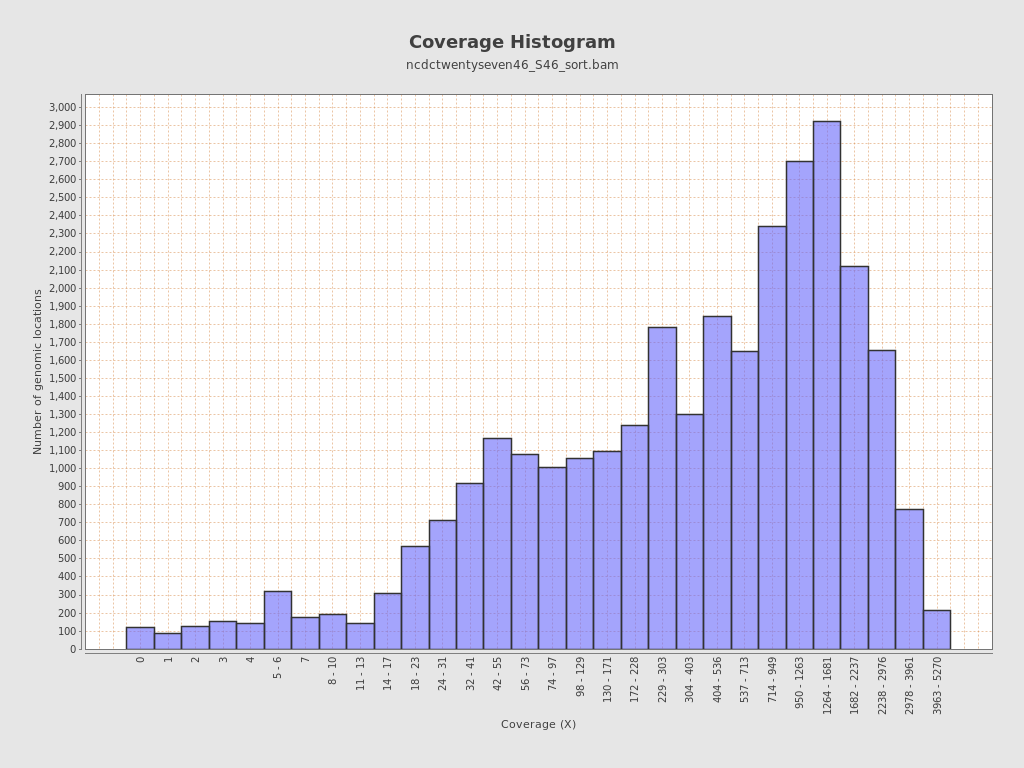 Coverage Histogram
ncdctwentyseven46_S46_sort.bam
3,000
2,900
2,800
2,700
2,600
2,500
2,400
2,300
2,200
2,100
2,000
1,900
1,800
1,700
1,600
1,500
1,400
1,300
1,200
1,100
1,000
900
800
700
600
500
400
300
200
100
0
Number of genomic locations
0
1
2
3
4
5 - 6
7
8 - 10
11 - 13
14 - 17
18 - 23
24 - 31
32 - 41
42 - 55
56 - 73
74 - 97
98 - 129
130 - 171
172 - 228
229 - 303
304 - 403
404 - 536
537 - 713
714 - 949
950 - 1263
1264 - 1681
1682 - 2237
2238 - 2976
2978 - 3961
3963 - 5270
Coverage (X)